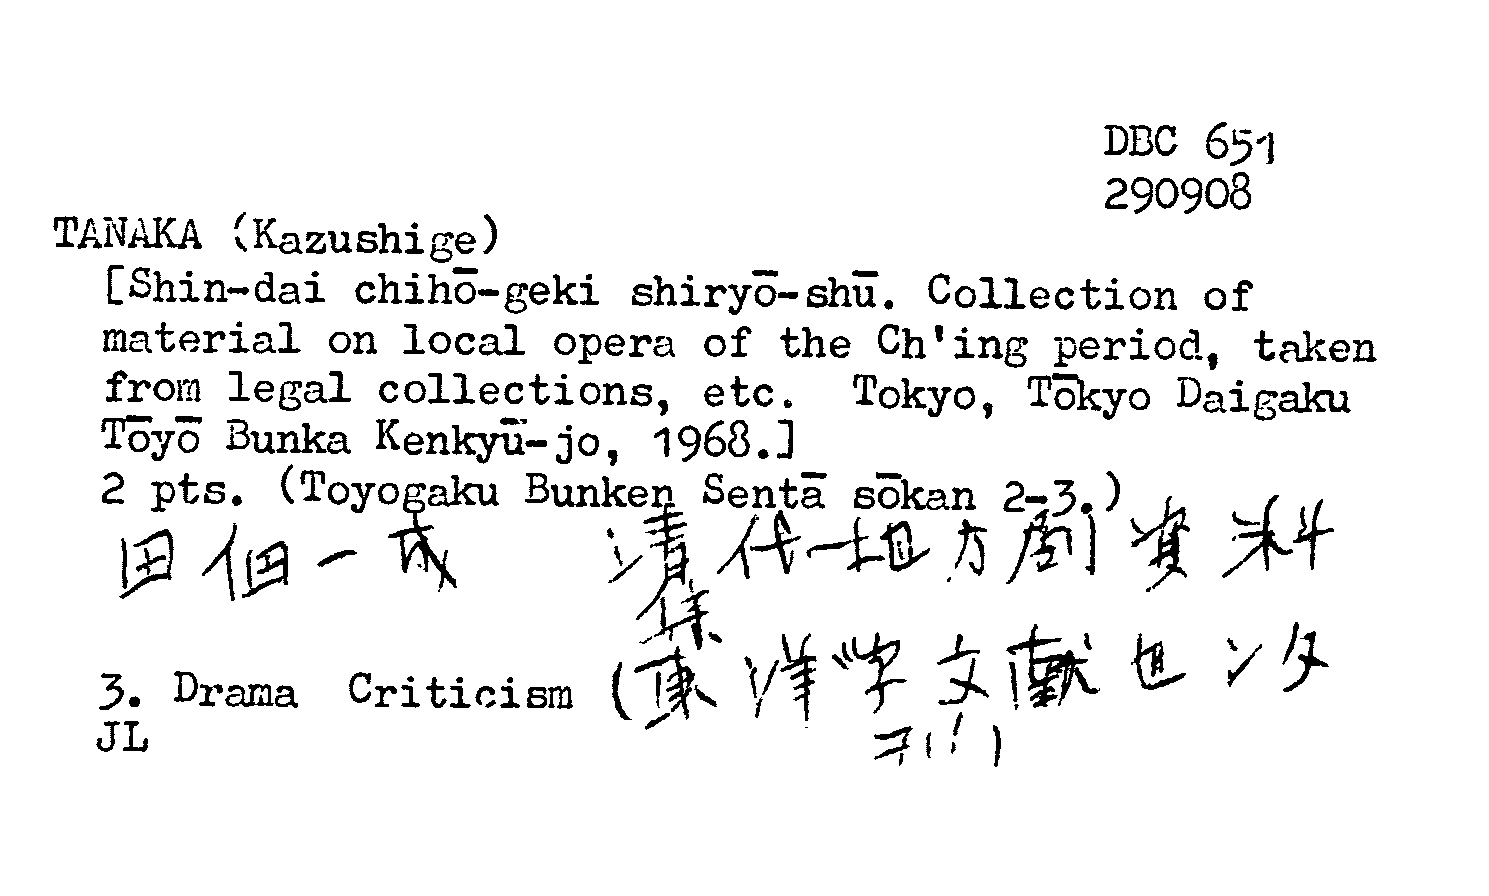 DBC 651
290908
TANAKA (Kazushige)
[Shin-dai chihō-geki shiryō-shū. Collection of
material on local opera of the Ch'ing period, taken
from legal collections, etc. Tokyo, Tōkyo Daigaku
Tōyō Bunka Kenkyū-jo, 1968.]
2 pts. (Toyogaku Bunken Sentā sōkan 2-3.)
田仲一成 清代地方劇資料
集
3. Drama Criticism (東洋学文献センタ
JL